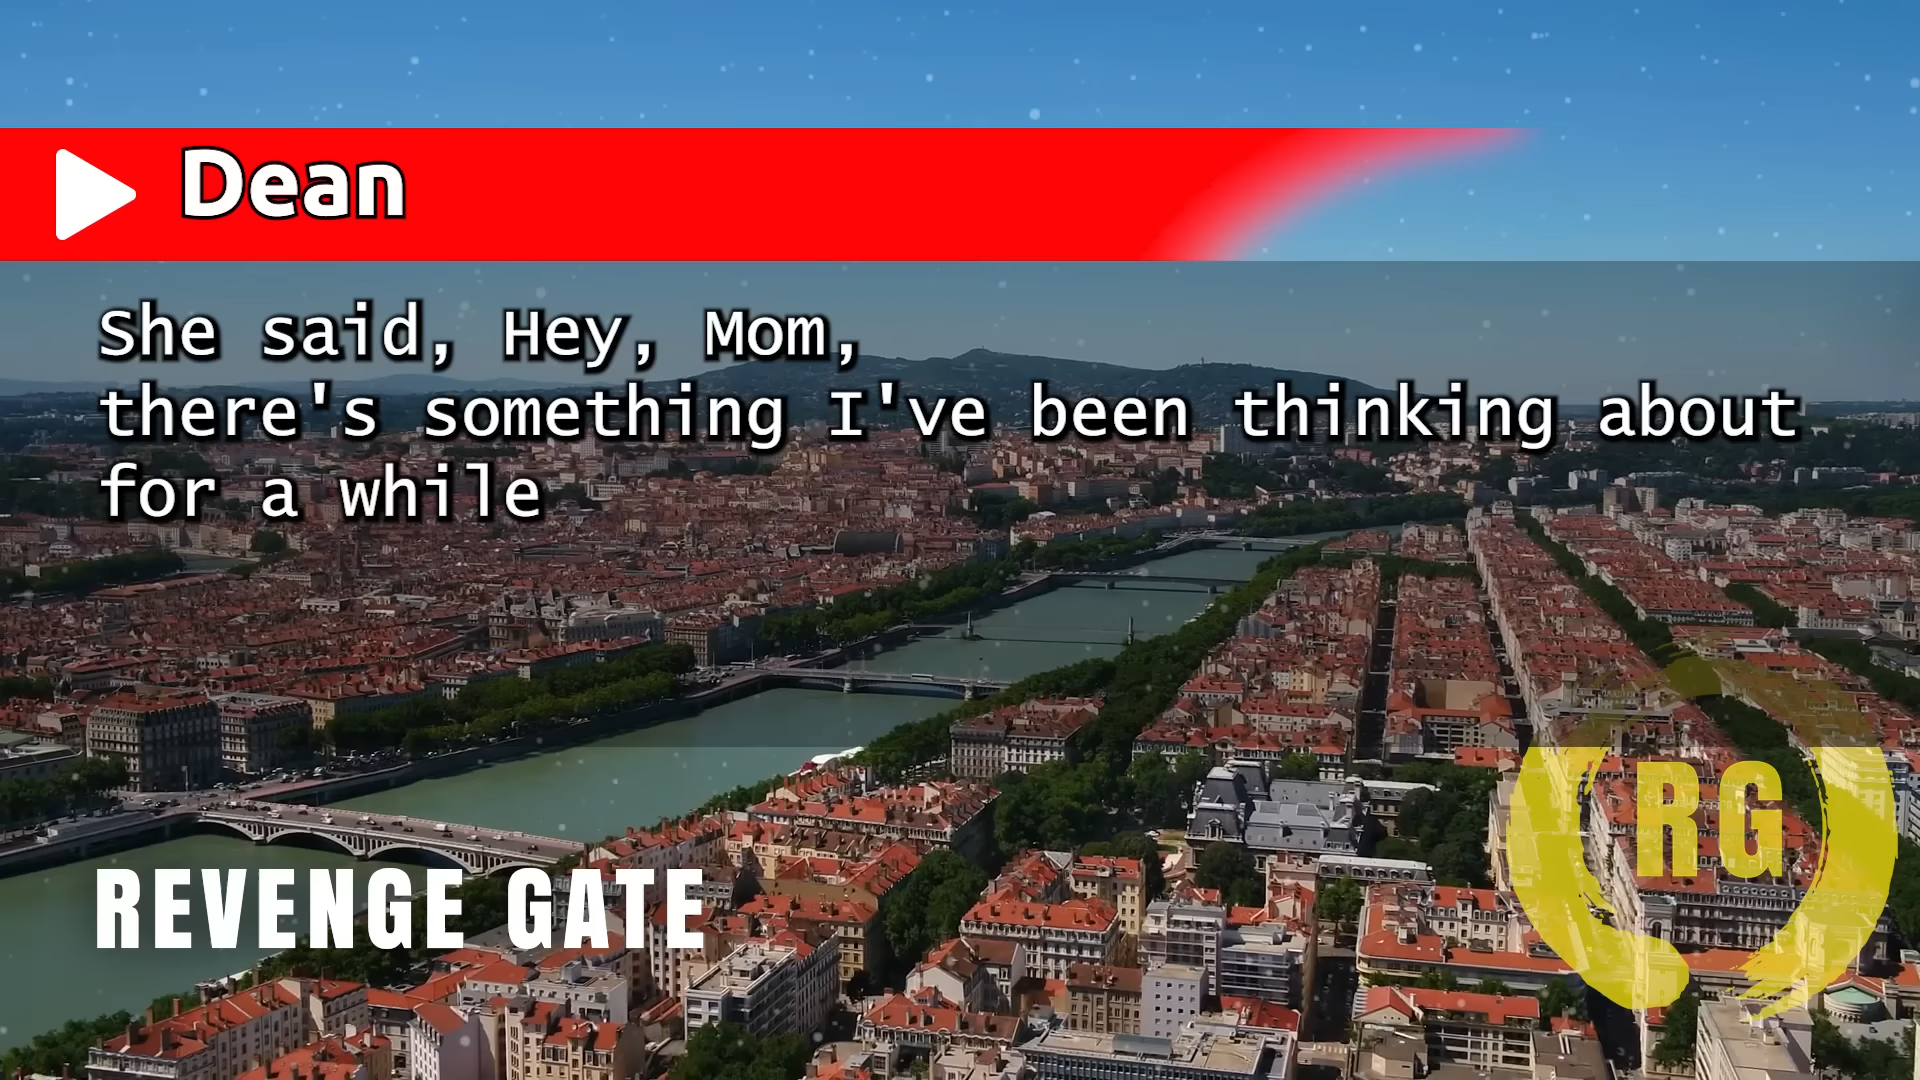 Dean
She said, Hey, Mom,
there's something I've been thinking about
for a while
RG
REVENGE GATE